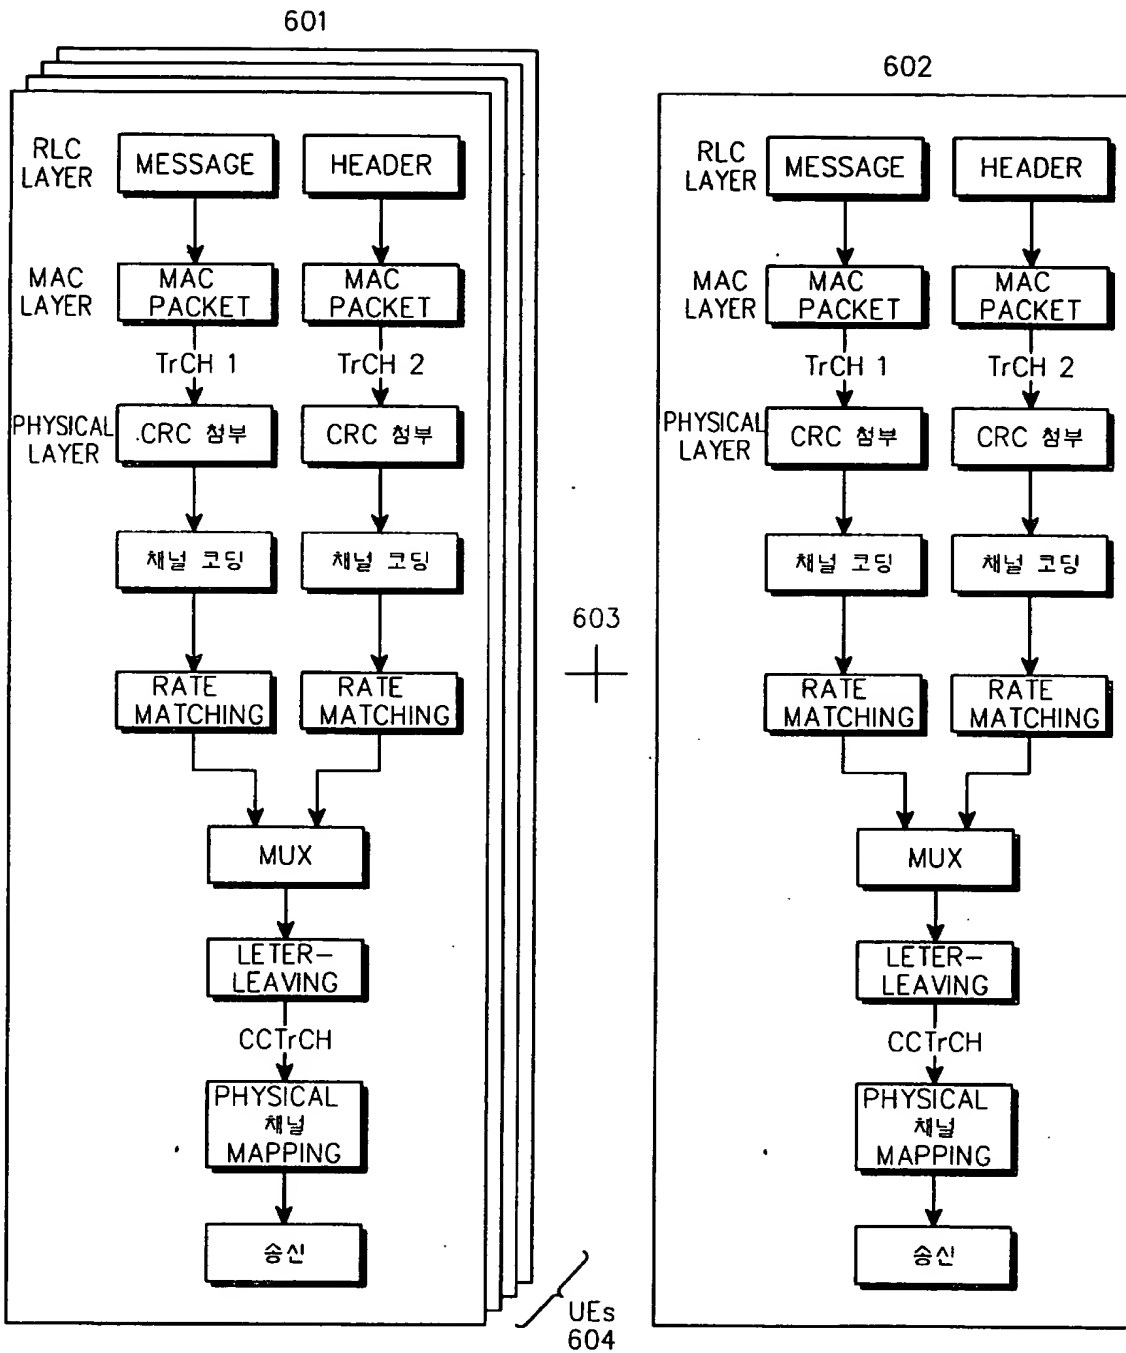 601
RLC LAYER
MESSAGE
HEADER
MAC LAYER
MAC PACKET
MAC PACKET
TrCH 1
TrCH 2
PHYSICAL LAYER
CRC 첨부
CRC 첨부
채널 코딩
채널 코딩
RATE MATCHING
RATE MATCHING
MUX
LETER-
LEAVING
CCTrCH
PHYSICAL
채널
MAPPING
송신
UEs
604
603
602
RLC LAYER
MESSAGE
HEADER
MAC LAYER
MAC PACKET
MAC PACKET
TrCH 1
TrCH 2
PHYSICAL LAYER
CRC 첨부
CRC 첨부
채널 코딩
채널 코딩
RATE MATCHING
RATE MATCHING
MUX
LETER-
LEAVING
CCTrCH
PHYSICAL
채널
MAPPING
송신